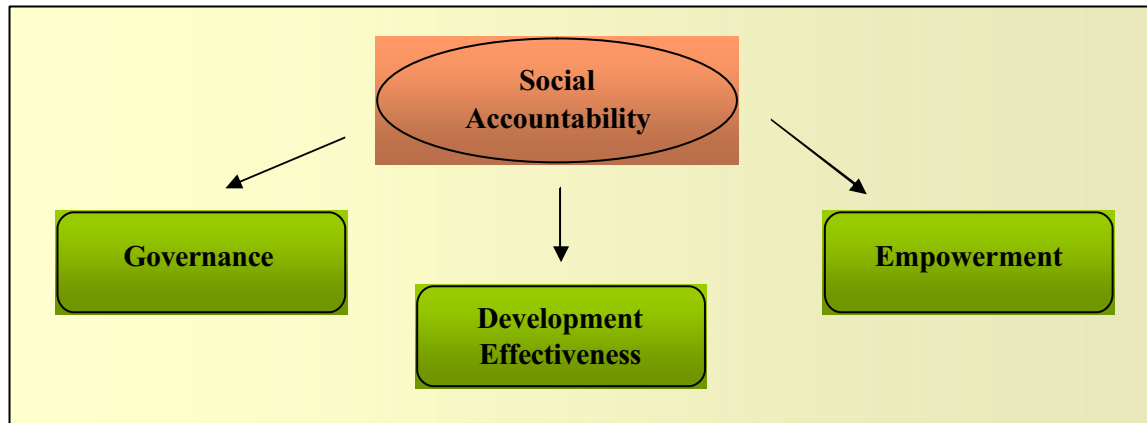 Social
Accountability
Governance
Empowerment
Development
Effectiveness